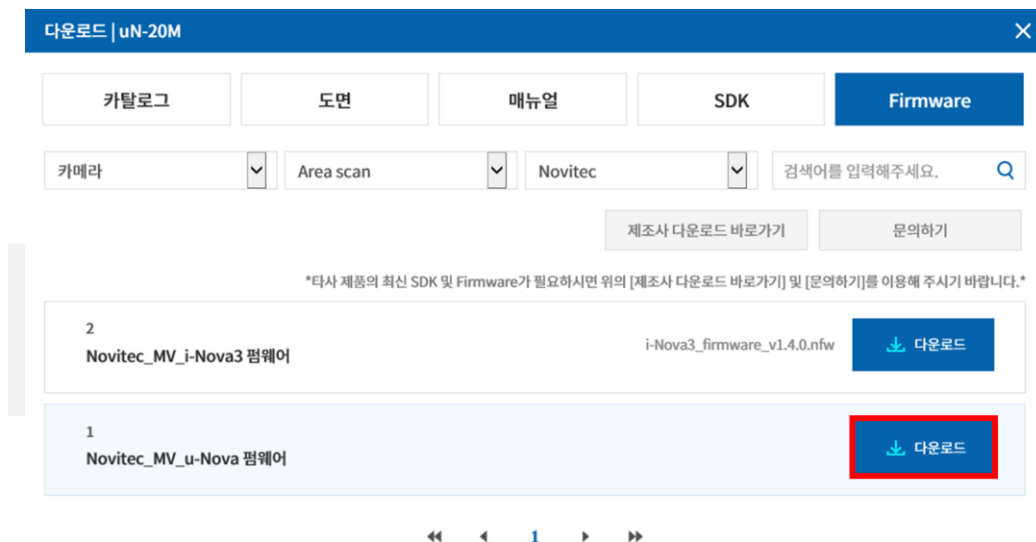 다운로드 | uN-20M
카탈로그 도면 매뉴얼 SDK Firmware
카메라 Area scan Novitec 검색어를 입력해주세요.
제조사 다운로드 바로가기 문의하기
*타사 제품의 최신 SDK 및 Firmware가 필요하시면 위의 [제조사 다운로드 바로가기] 및 [문의하기]를 이용해 주시기 바랍니다.*
2
Novitec_MV_i-Nova3 펌웨어 i-Nova3_firmware_v1.4.0.nfw 다운로드
1
Novitec_MV_u-Nova 펌웨어 다운로드
1